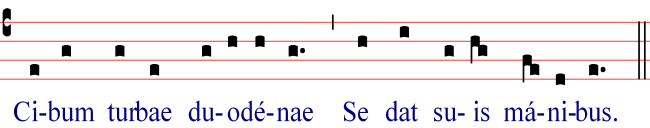 Ci-bum turbae du-odé-nae Se dat su- is má-ni-bus.